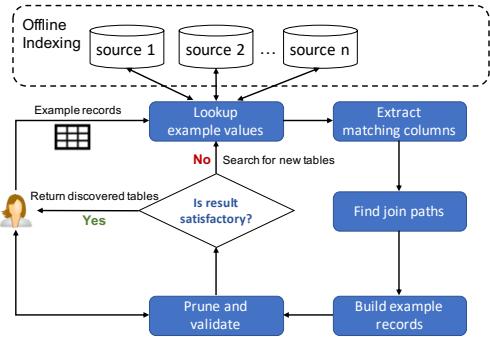 Offline
Indexing
source 1
source 2
...
source n
Example records
Lookup
example values
Extract
matching columns
No
Search for new tables
Return discovered tables
Yes
Is result
satisfactory?
Find join paths
Prune and
validate
Build example
records